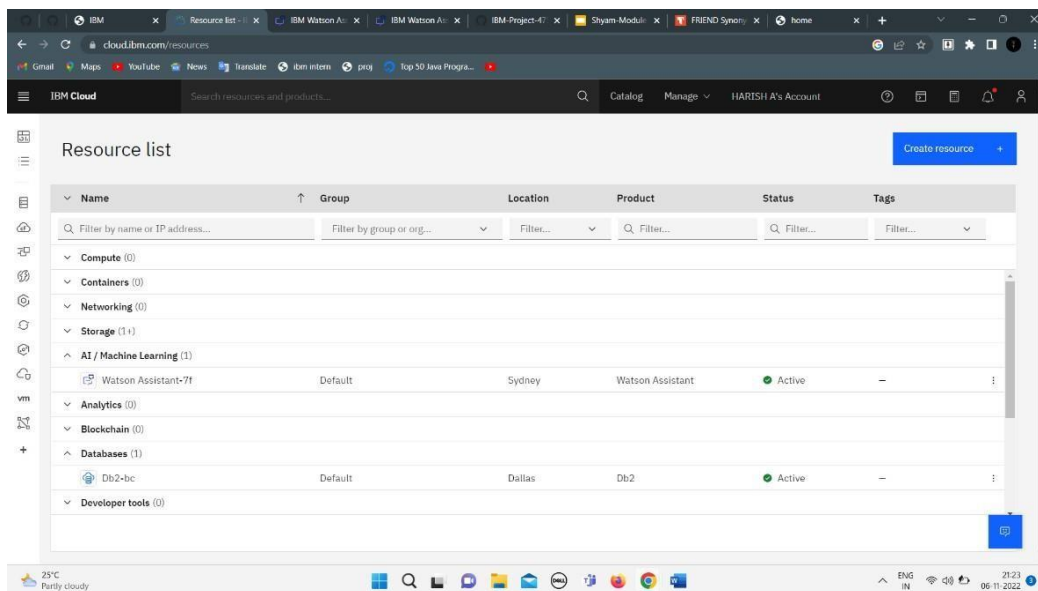 IBM
Resource list - I
IBM Watson As
IBM Watson As
IBM-Project-47
Shyam-Module
FRIEND Synony
home
cloud.ibm.com/resources
Gmail Maps YouTube News Translate ibm intern proj Top 50 Java Progra...
IBM Cloud Search resources and products... Catalog Manage HARISH A's Account
Resource list
Create resource +
Name Group Location Product Status Tags
Filter by name or IP address... Filter by group or org... Filter... Filter... Filter... Filter...
Compute (0)
Containers (0)
Networking (0)
Storage (1+)
AI / Machine Learning (1)
Watson Assistant-7f Default Sydney Watson Assistant Active –
Analytics (0)
Blockchain (0)
vm
Databases (1)
Db2-bc Default Dallas Db2 Active –
Developer tools (0)
25°C
Partly cloudy
DELL
ENG
IN
21:23
06-11-2022
3